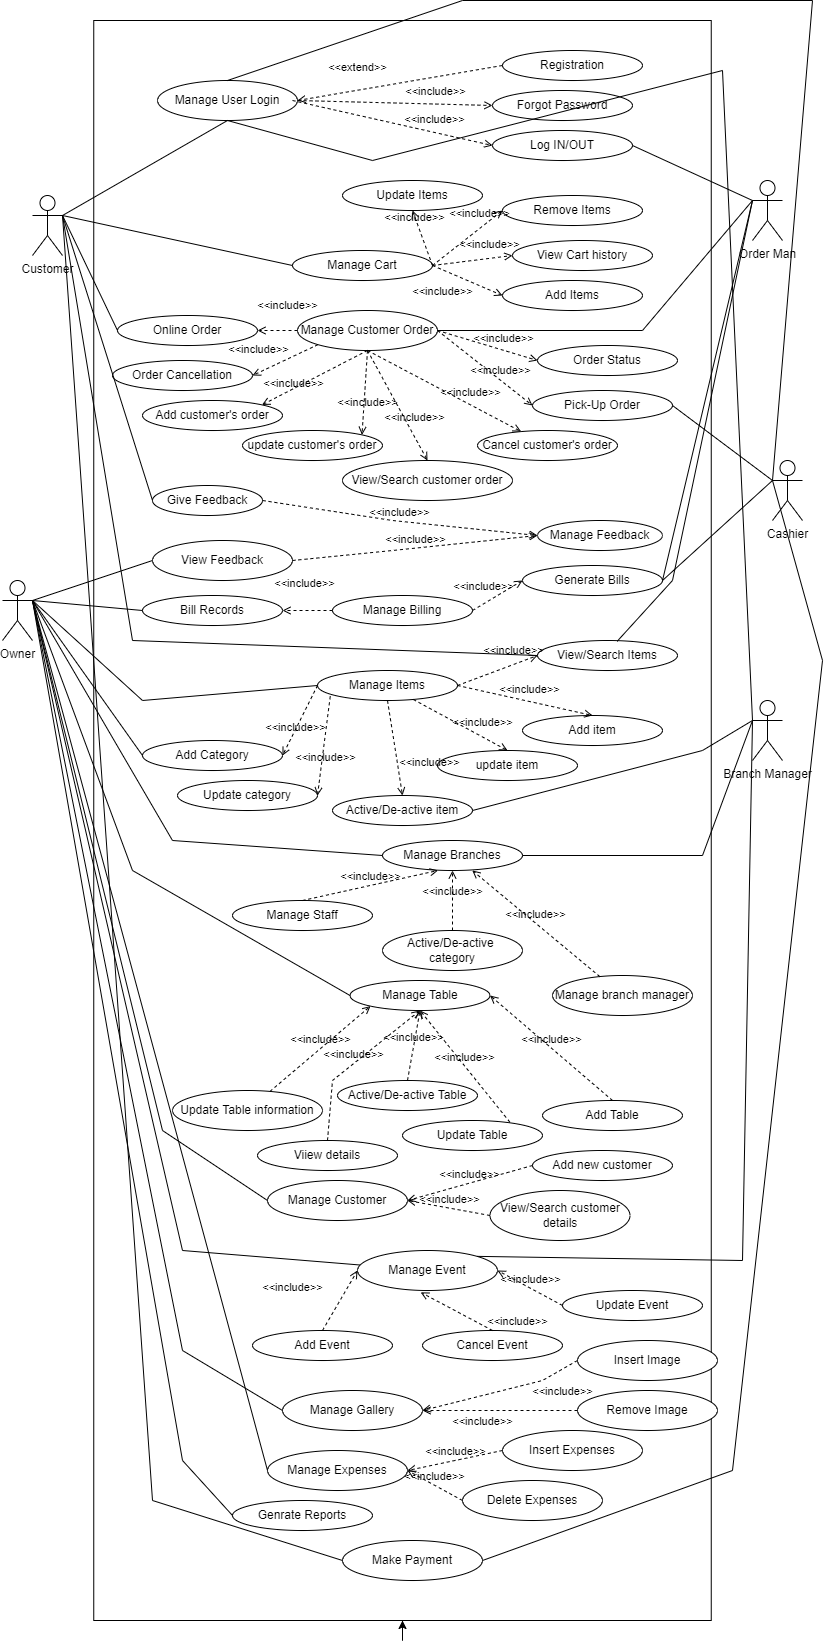 <<extend>>
Registration
Manage User Login
<<include>>
Forgot Password
<<include>>
Log IN/OUT
Update Items
<<include>>
<<include>>
Remove Items
Customer
Order Man
<<include>>
View Cart history
Manage Cart
<<include>>
Add Items
<<include>>
Online Order
Manage Customer Order
<<include>>
<<include>>
Order Status
Order Cancellation
<<include>>
<<include>>
<<include>>
<<include>>
Pick-Up Order
Add customer's order
<<include>>
update customer's order
Cancel customer's order
View/Search customer order
Give Feedback
<<include>>
Cashier
Manage Feedback
<<include>>
View Feedback
<<include>>
<<include>>
Generate Bills
Bill Records
Manage Billing
Owner
<<include>>
View/Search Items
Manage Items
<<include>>
<<include>>
<<include>>
Add item
Add Category
<<include>>
<<include>>
update item
Branch Manager
Update category
Active/De-active item
Manage Branches
<<include>>
<<include>>
Manage Staff
<<include>>
Active/De-active
category
Manage branch manager
Manage Table
<<include>>
<<include>>
<<include>>
<<include>>
<<include>>
Active/De-active Table
Update Table information
Add Table
Update Table
Viiew details
Add new customer
<<include>>
Manage Customer
<<include>>
View/Search customer
details
Manage Event
<<include>>
<<include>>
Update Event
<<include>>
Add Event
Cancel Event
Insert Image
<<include>>
Manage Gallery
Remove Image
<<include>>
<<include>>
Insert Expenses
Manage Expenses
<<include>>
Delete Expenses
Genrate Reports
Make Payment